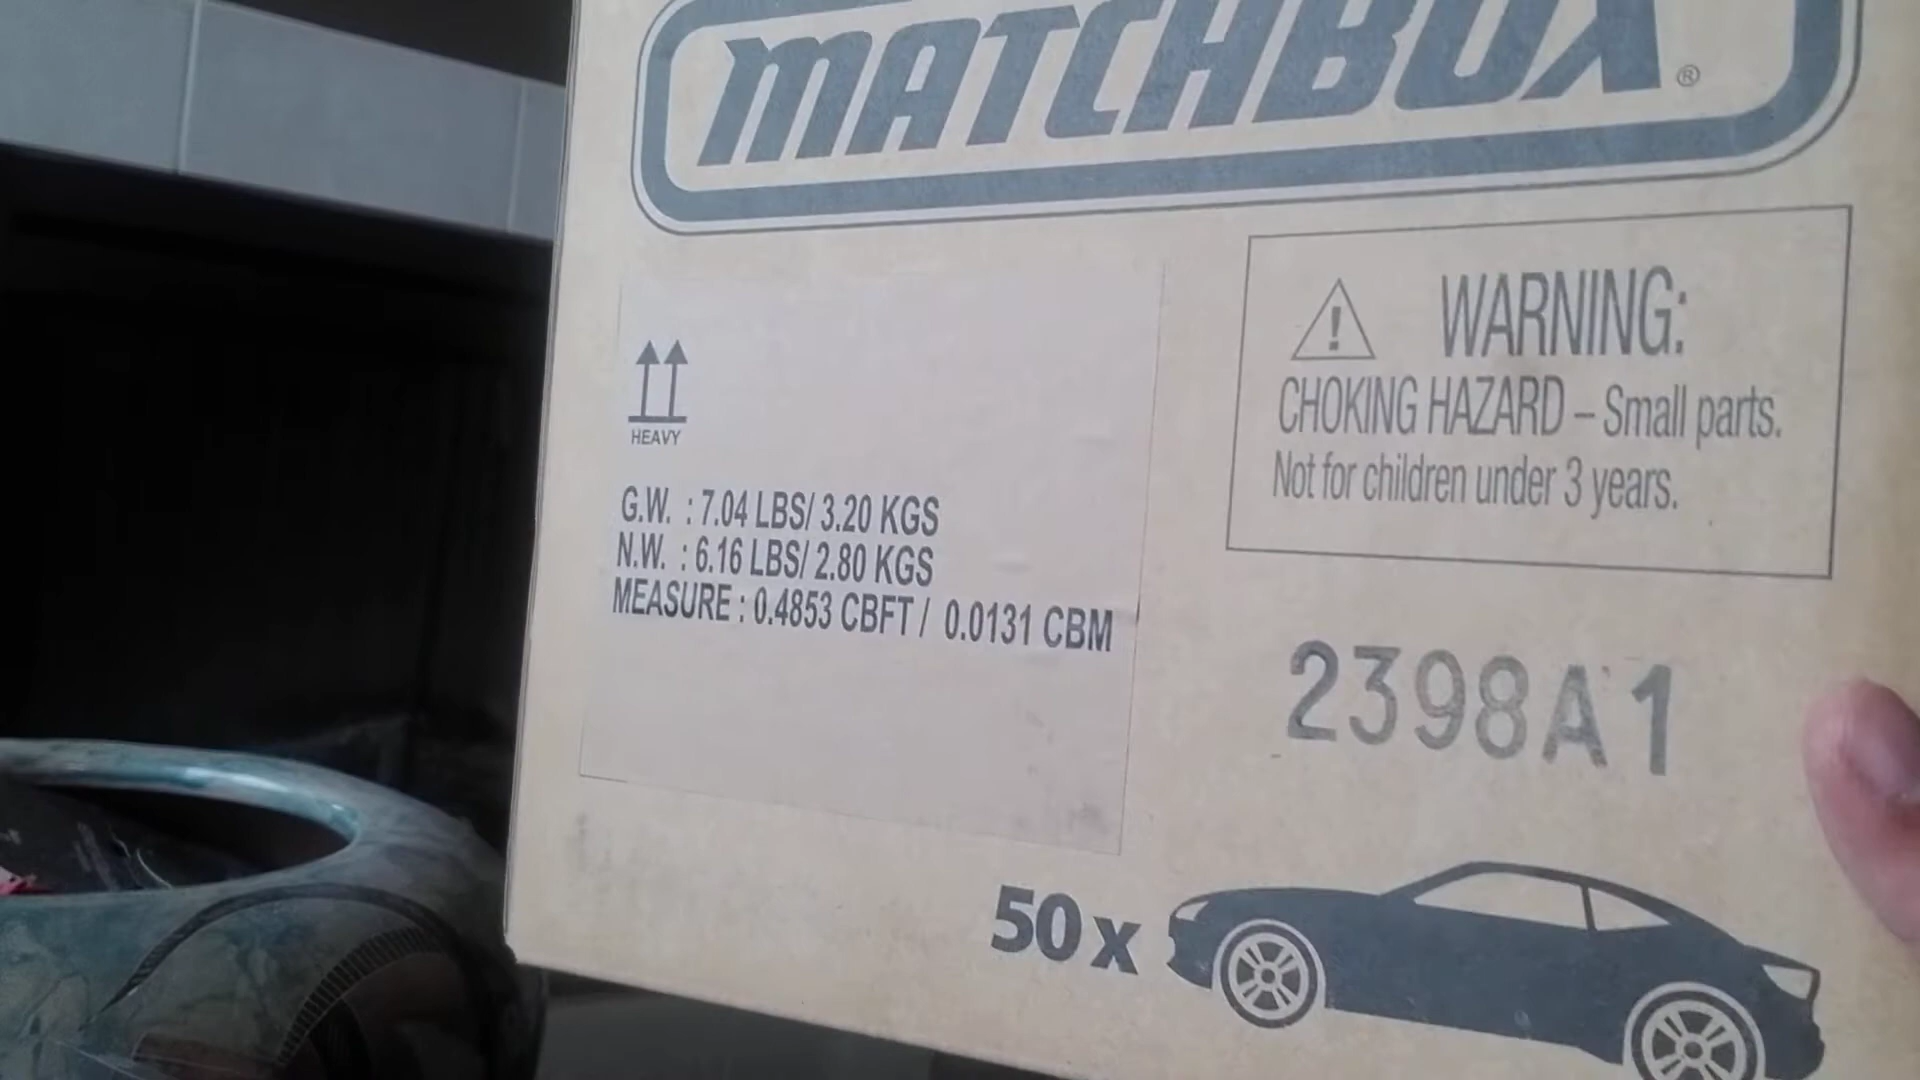 MATCHBOX®
WARNING:
CHOKING HAZARD – Small parts.
Not for children under 3 years.
HEAVY
G.W. : 7.04 LBS/ 3.20 KGS
N.W. : 6.16 LBS/ 2.80 KGS
MEASURE : 0.4853 CBFT / 0.0131 CBM
2398A1
50 x